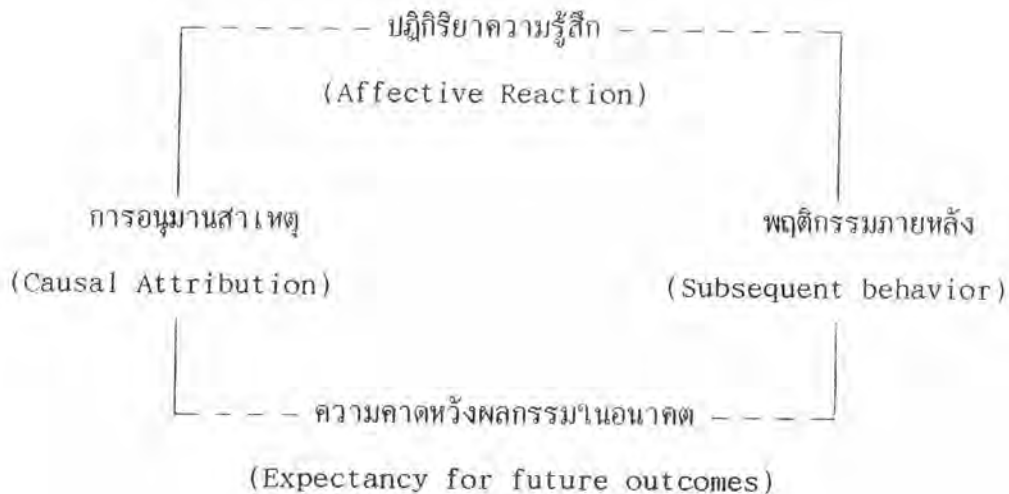 ปฏิกิริยาความรู้สึก
(Affective Reaction)
การอนุมานสาเหตุ
(Causal Attribution)
พฤติกรรมภายหลัง
(Subsequent behavior)
ความคาดหวังผลกรรมในอนาคต
(Expectancy for future outcomes)